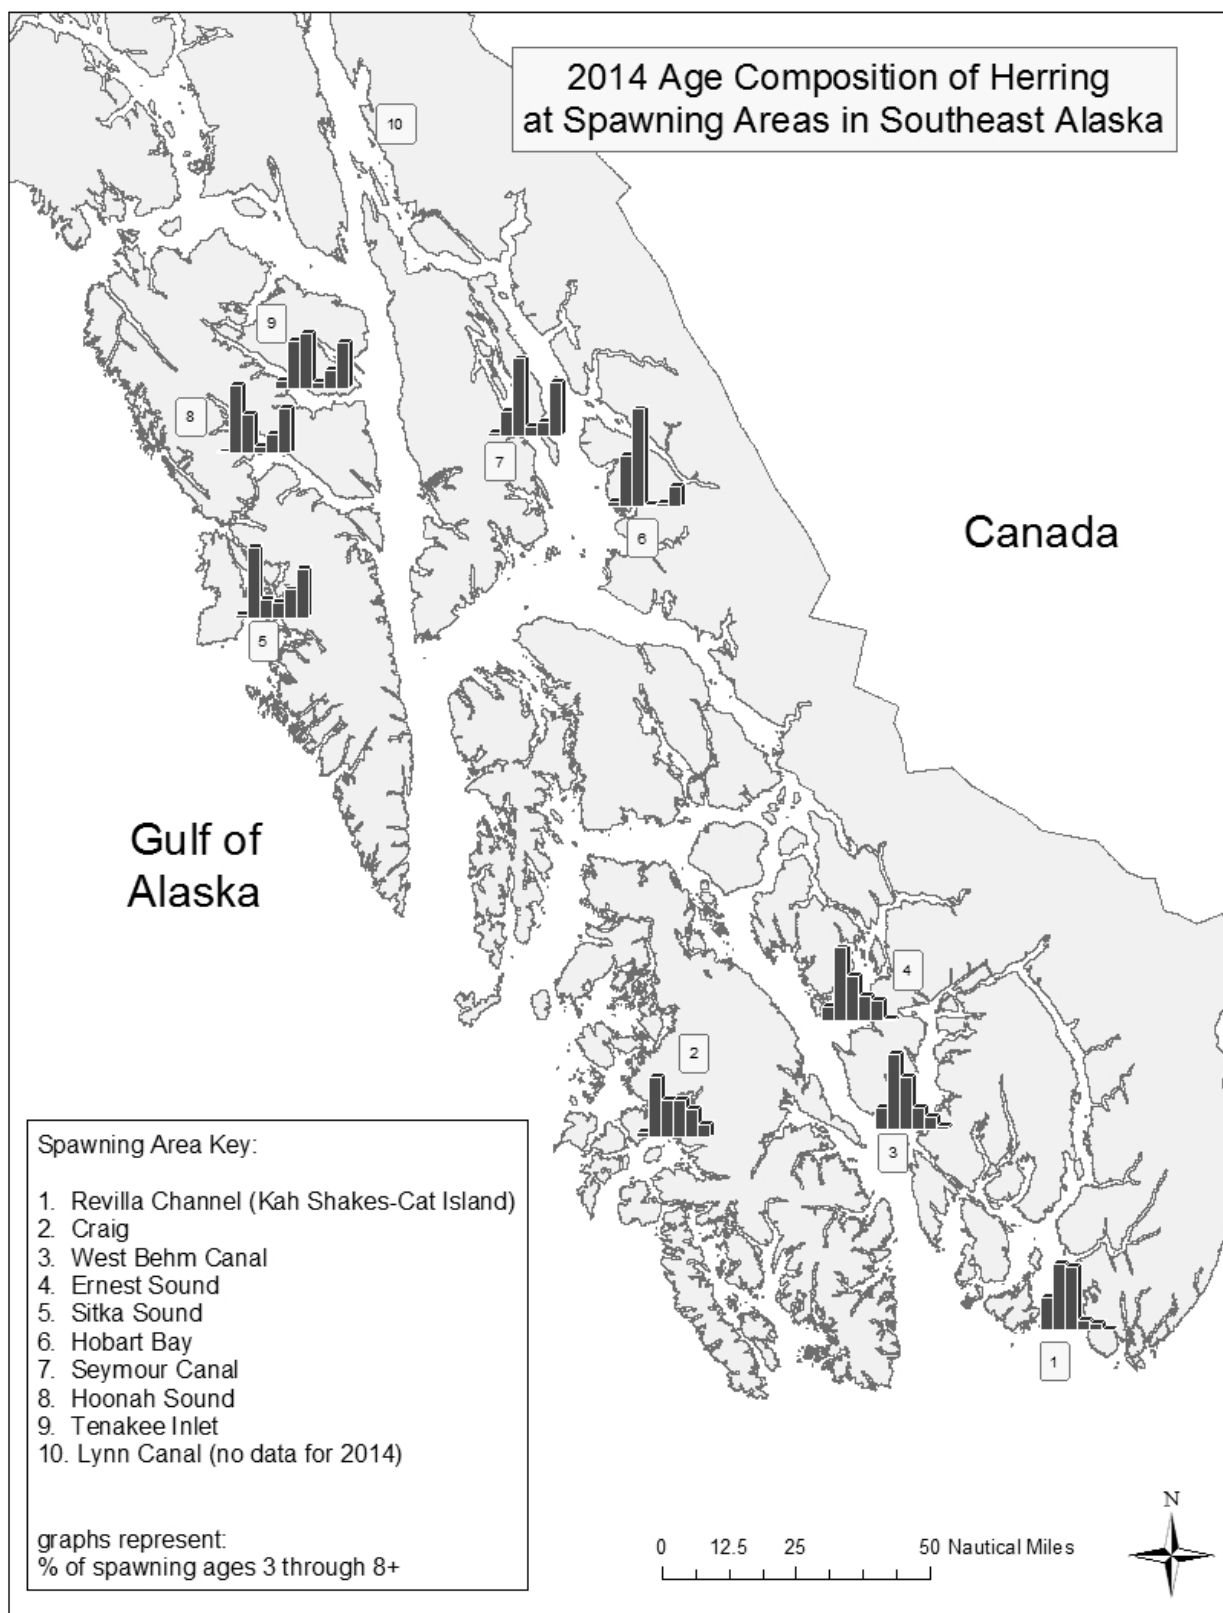 2014 Age Composition of Herring
at Spawning Areas in Southeast Alaska
10
9
8
7
6
Canada
5
Gulf of
Alaska
4
2
3
1
Spawning Area Key:
1. Revilla Channel (Kah Shakes-Cat Island)
2. Craig
3. West Behm Canal
4. Ernest Sound
5. Sitka Sound
6. Hobart Bay
7. Seymour Canal
8. Hoonah Sound
9. Tenakee Inlet
10. Lynn Canal (no data for 2014)
graphs represent:
% of spawning ages 3 through 8+
N
0 12.5 25 50 Nautical Miles